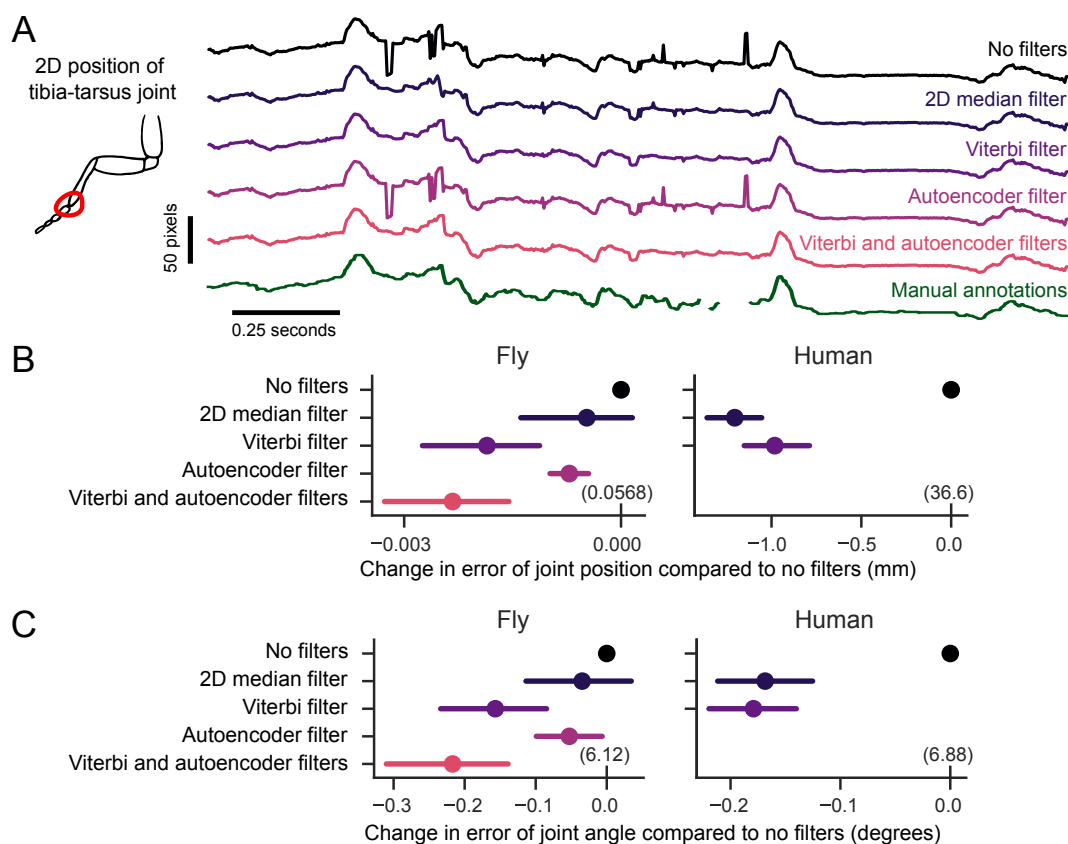 A
2D position of
tibia-tarsus joint
No filters
2D median filter
Viterbi filter
Autoencoder filter
Viterbi and autoencoder filters
Manual annotations
50 pixels
0.25 seconds
B
Fly
Human
No filters
2D median filter
Viterbi filter
Autoencoder filter
Viterbi and autoencoder filters
(0.0568)
(36.6)
−0.003
0.000
−1.0
−0.5
0.0
Change in error of joint position compared to no filters (mm)
C
Fly
Human
No filters
2D median filter
Viterbi filter
Autoencoder filter
Viterbi and autoencoder filters
(6.12)
(6.88)
−0.3
−0.2
−0.1
0.0
−0.2
−0.1
0.0
Change in error of joint angle compared to no filters (degrees)